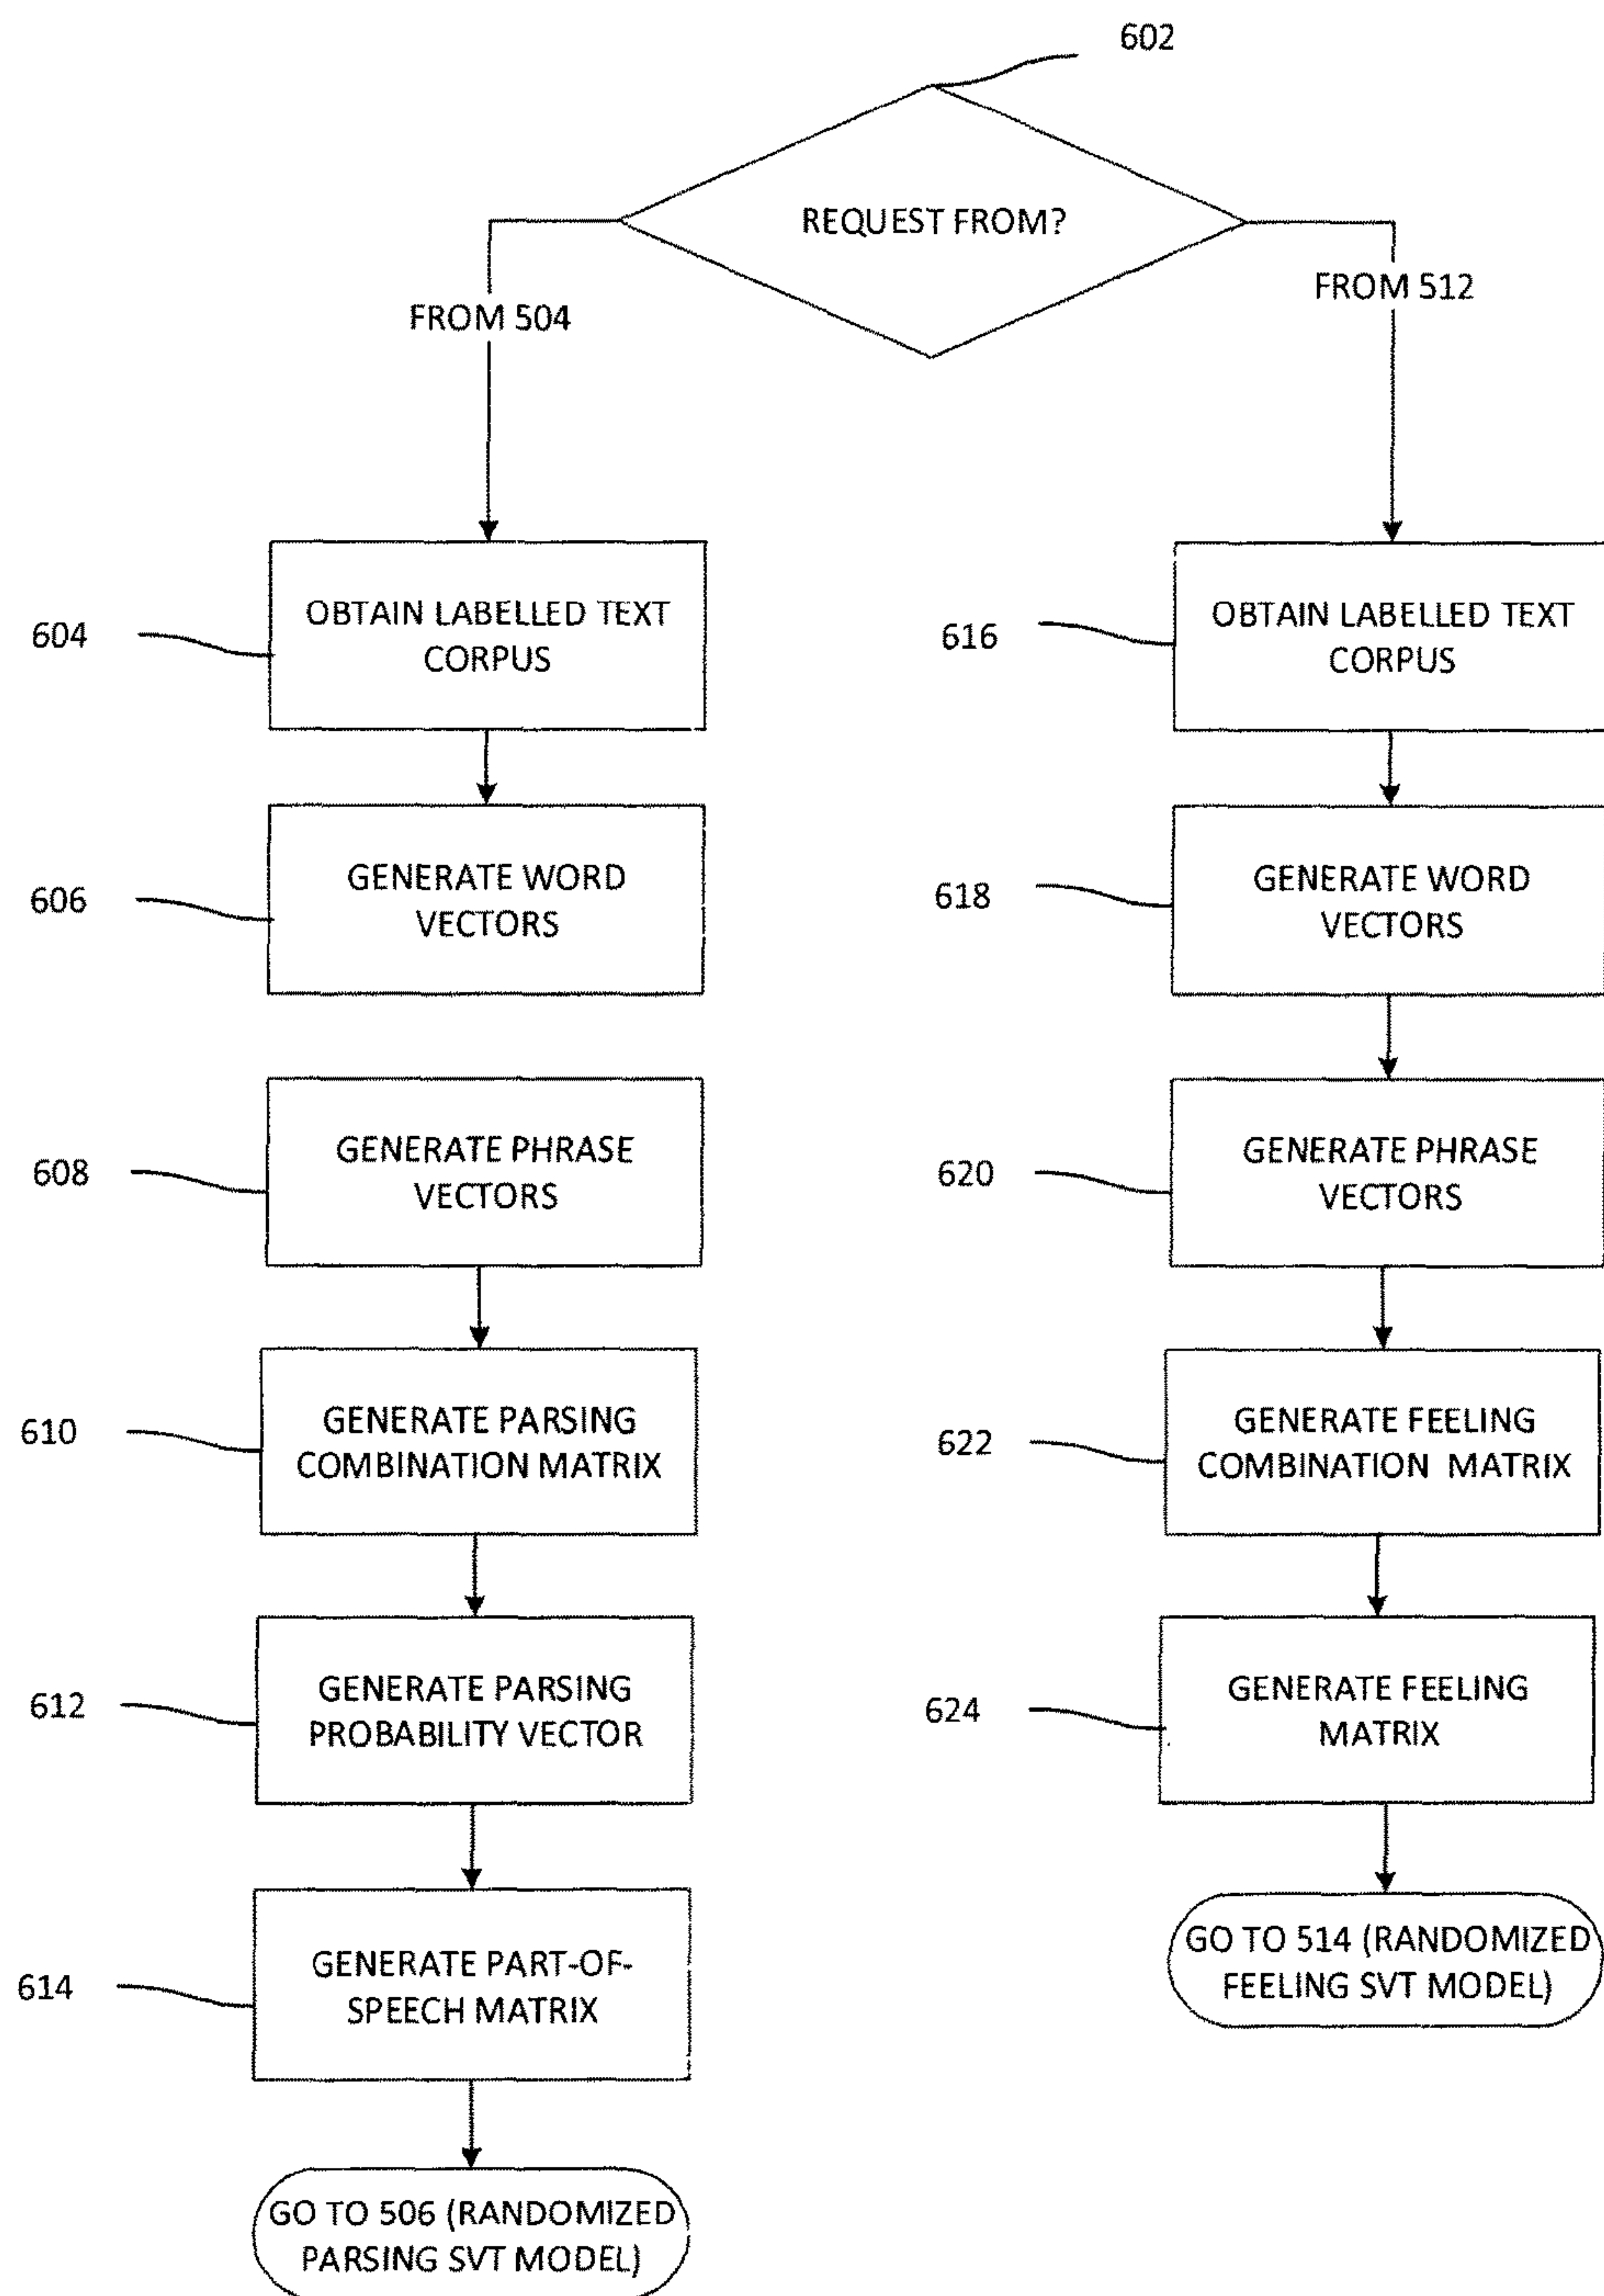 602
REQUEST FROM?
FROM 504
FROM 512
604
OBTAIN LABELLED TEXT
CORPUS
606
GENERATE WORD
VECTORS
608
GENERATE PHRASE
VECTORS
610
GENERATE PARSING
COMBINATION MATRIX
612
GENERATE PARSING
PROBABILITY VECTOR
614
GENERATE PART-OF-
SPEECH MATRIX
GO TO 506 (RANDOMIZED
PARSING SVT MODEL)
616
OBTAIN LABELLED TEXT
CORPUS
618
GENERATE WORD
VECTORS
620
GENERATE PHRASE
VECTORS
622
GENERATE FEELING
COMBINATION MATRIX
624
GENERATE FEELING
MATRIX
GO TO 514 (RANDOMIZED
FEELING SVT MODEL)